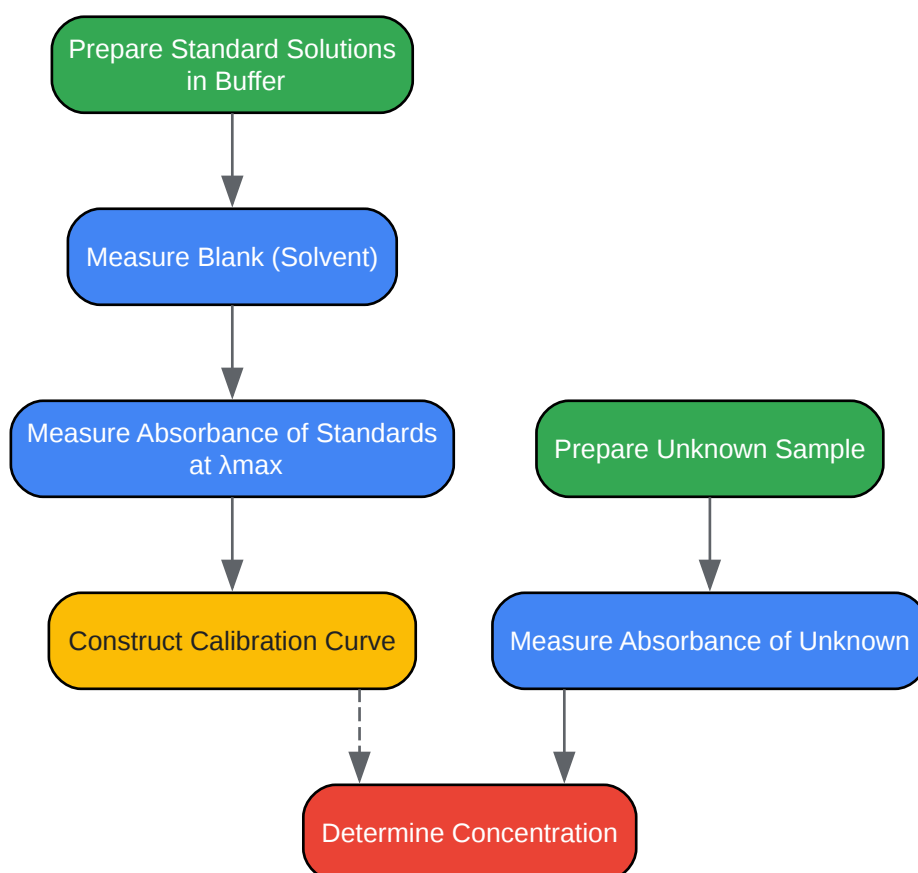 Prepare Standard Solutions
in Buffer
Measure Blank (Solvent)
Measure Absorbance of Standards
at λmax
Prepare Unknown Sample
Construct Calibration Curve
Measure Absorbance of Unknown
Determine Concentration